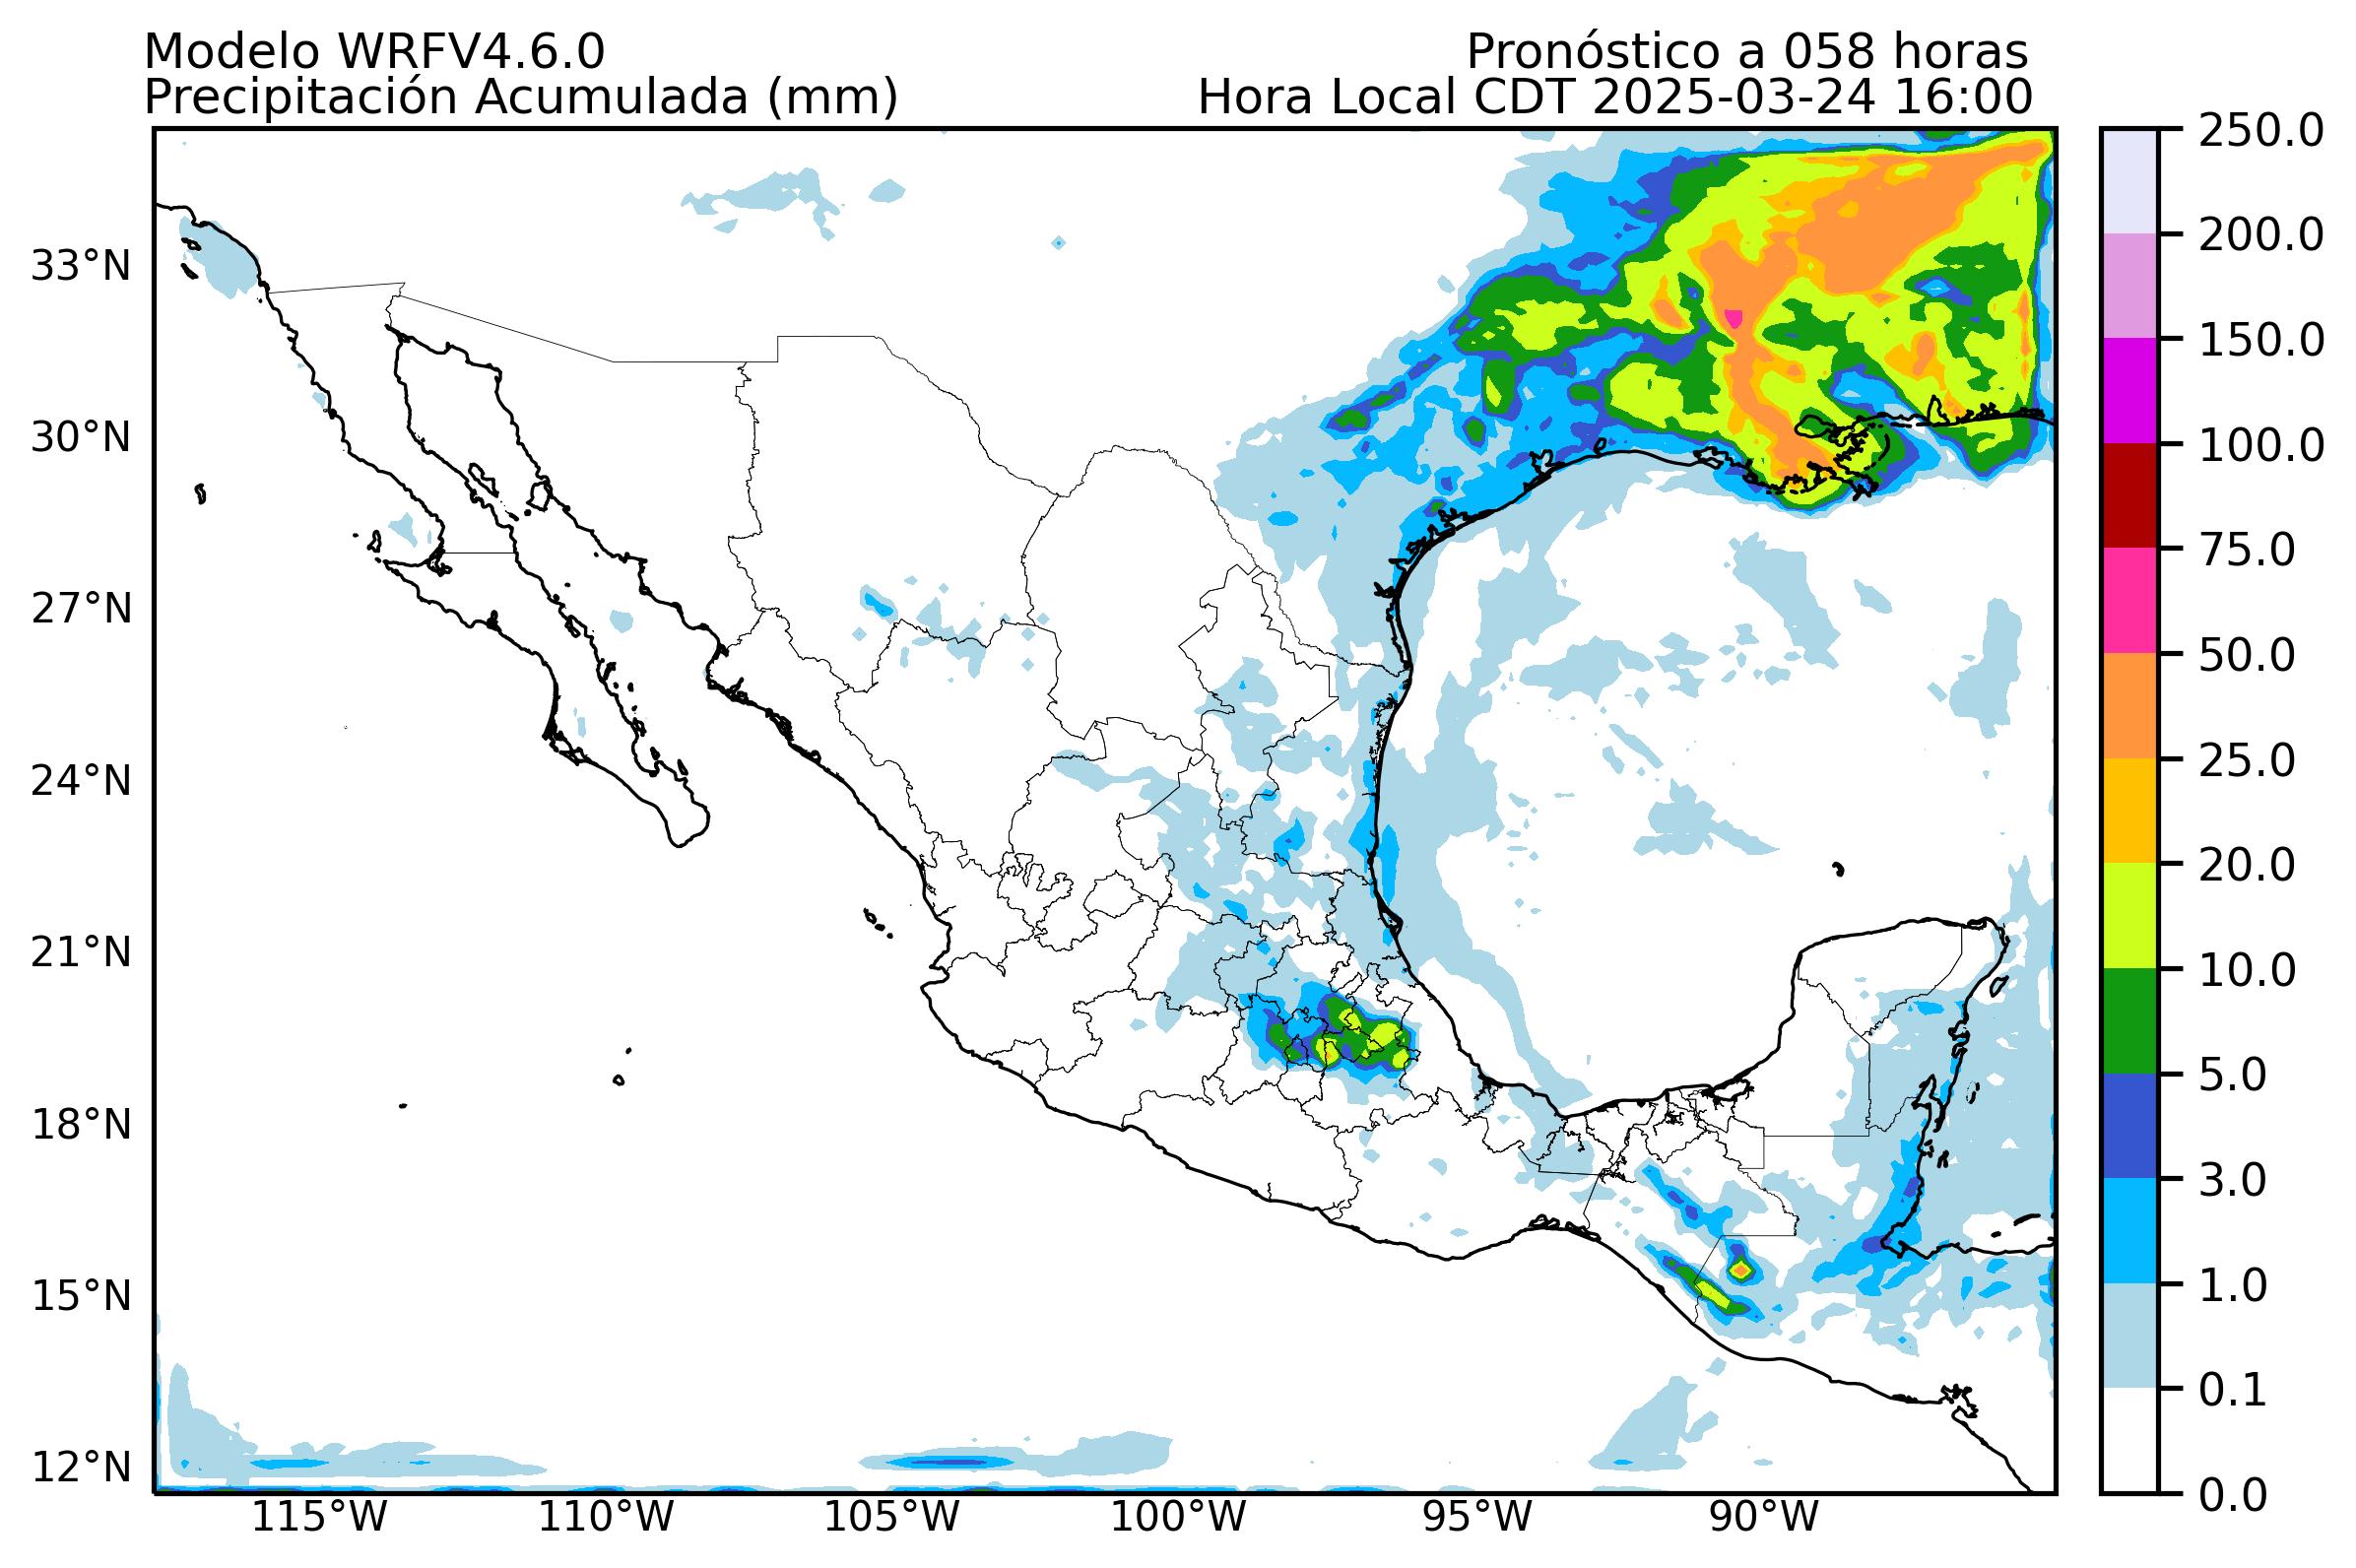 Modelo WRFV4.6.0
Pronóstico a 058 horas
Precipitación Acumulada (mm)
Hora Local CDT 2025-03-24 16:00
33°N
30°N
27°N
24°N
21°N
18°N
15°N
12°N
115°W
110°W
105°W
100°W
95°W
90°W
250.0
200.0
150.0
100.0
75.0
50.0
25.0
20.0
10.0
5.0
3.0
1.0
0.1
0.0